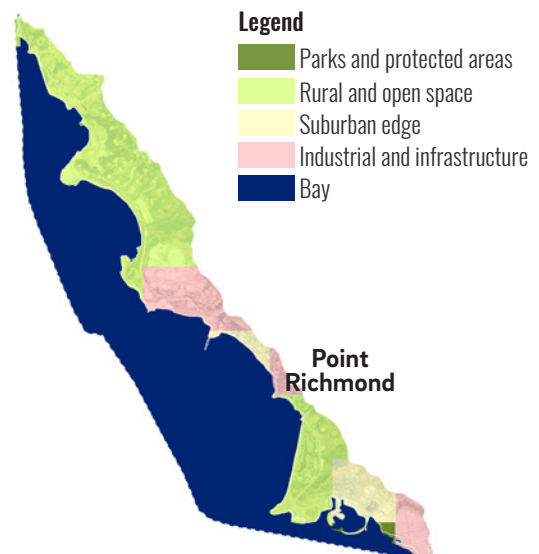 Legend
Parks and protected areas
Rural and open space
Suburban edge
Industrial and infrastructure
Bay
Point
Richmond